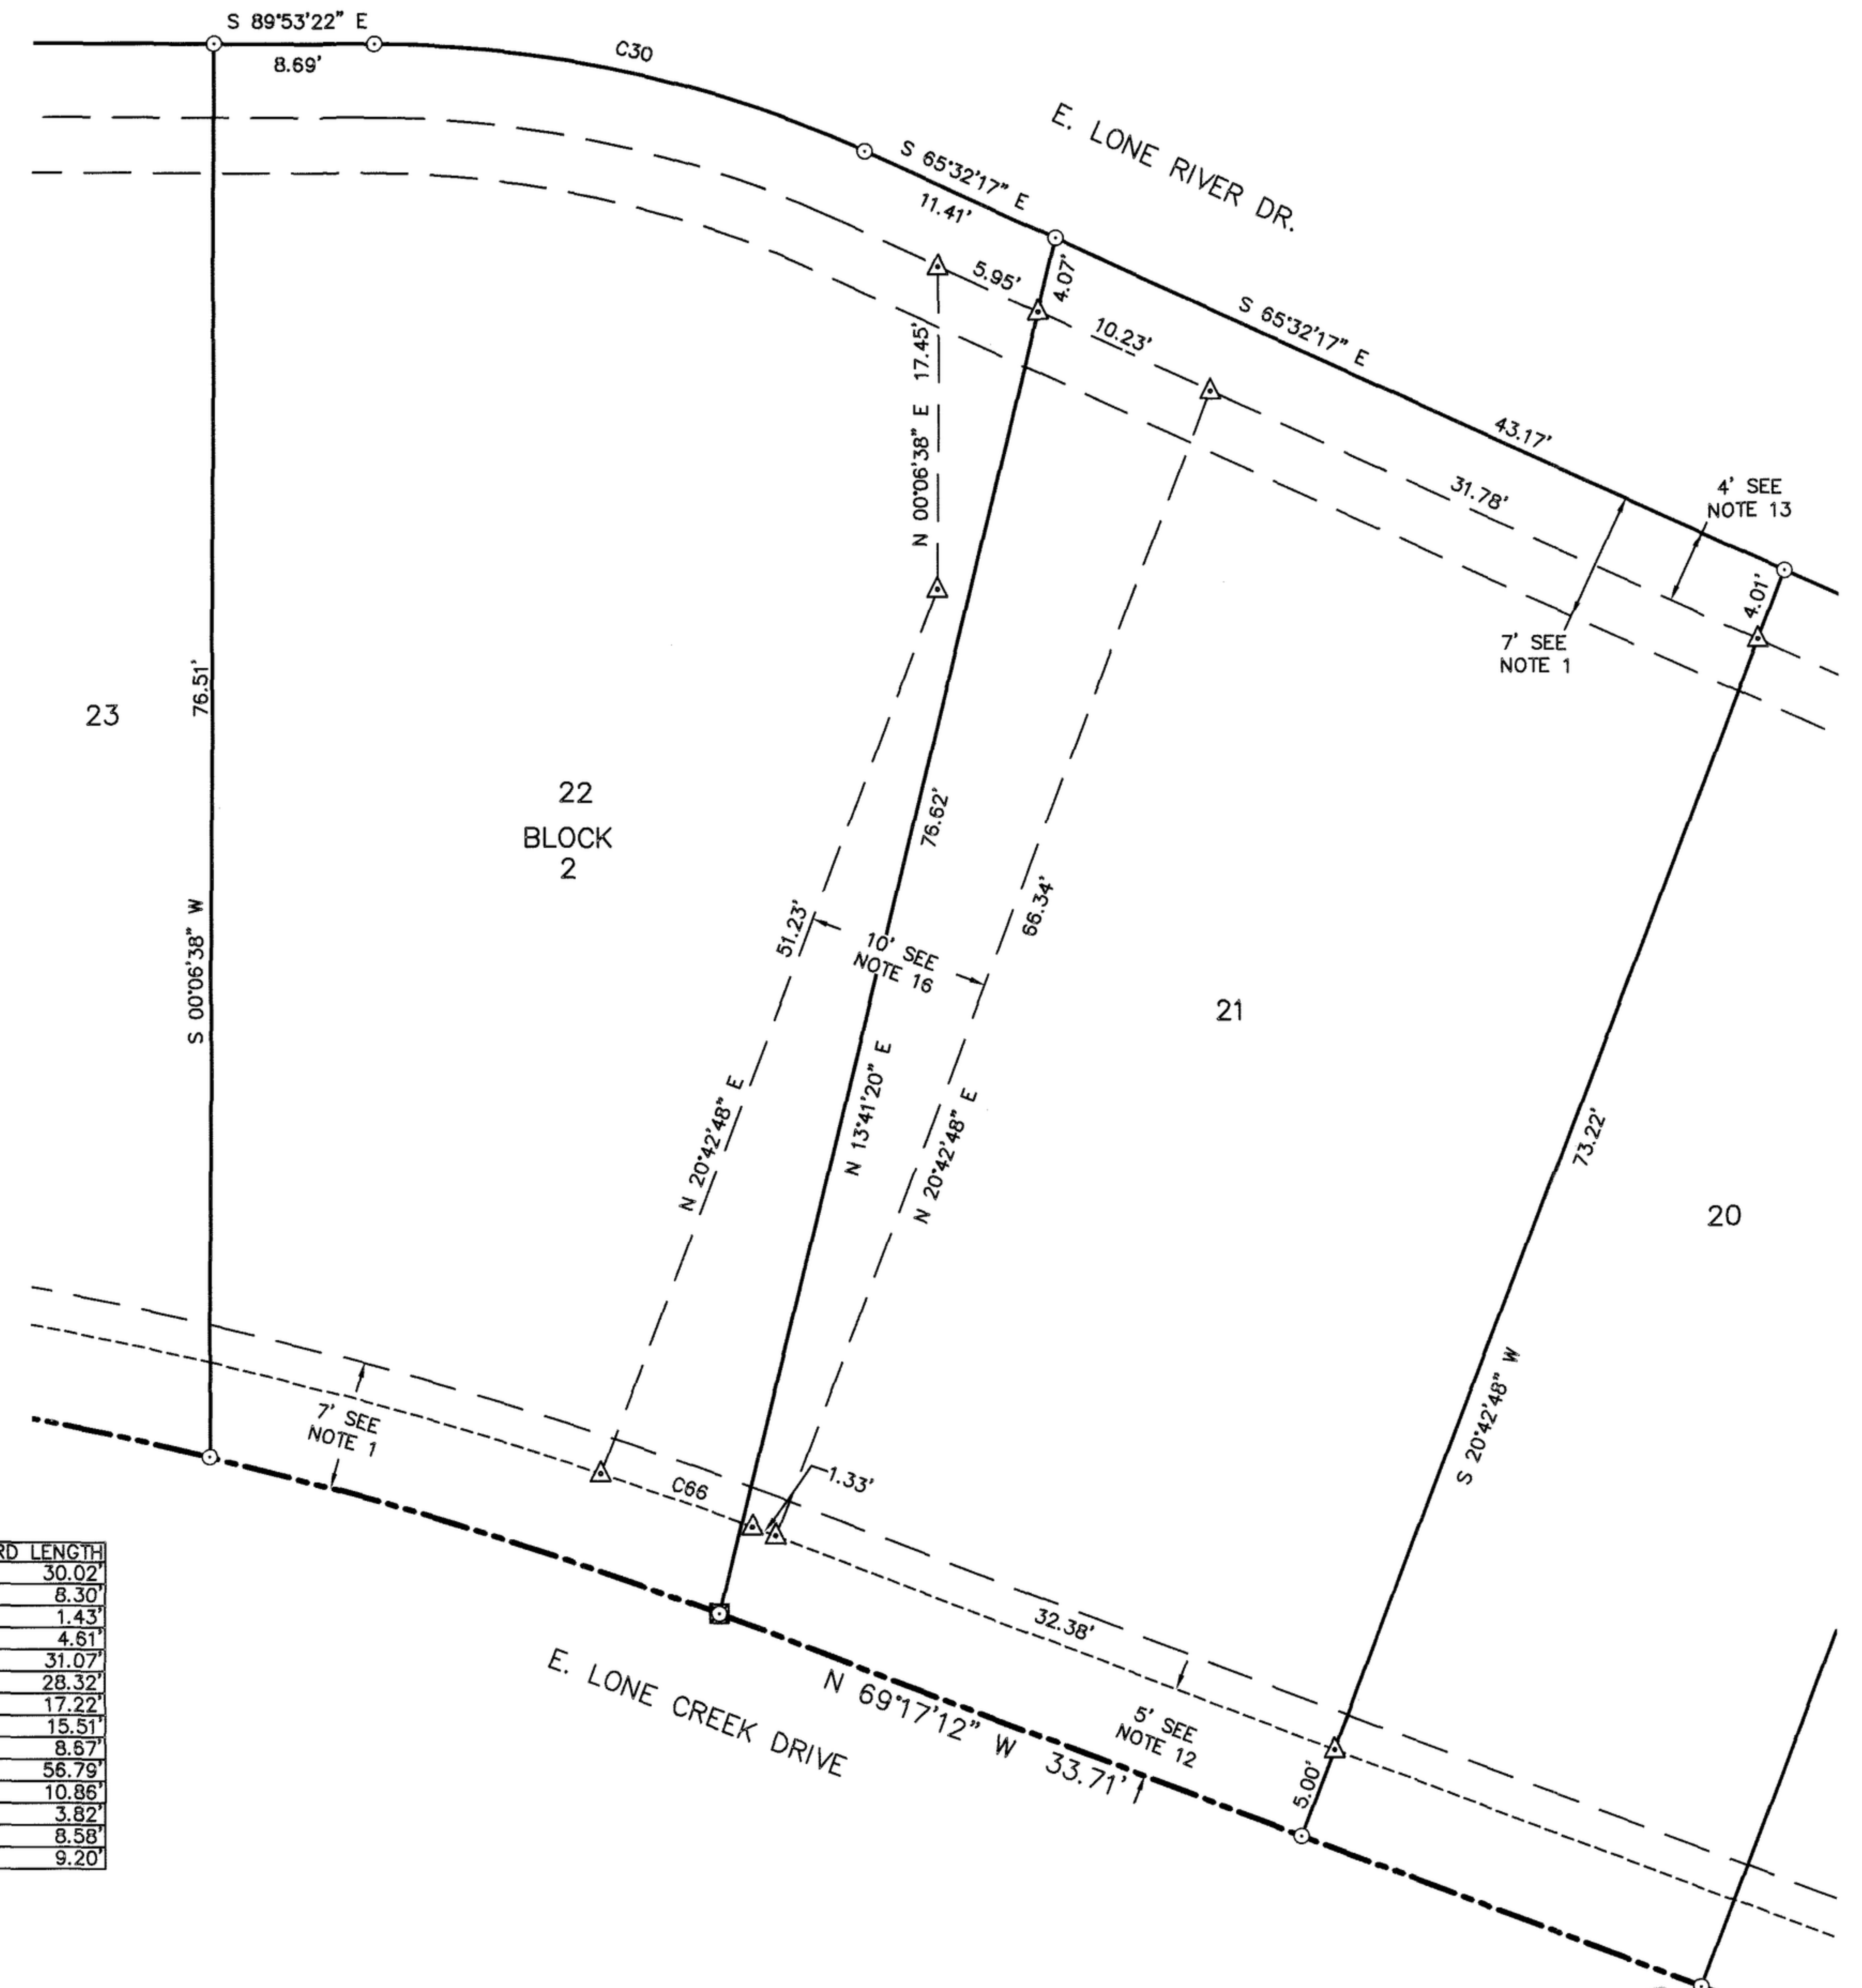 S 89°53'22" E
8.69'
C30
E. LONE RIVER DR.
S 65°32'17" E
11.41'
5.95'
4.07'
10.23'
S 65°32'17" E
43.17'
31.78'
4' SEE
NOTE 13
7' SEE
NOTE 1
4.01'
N 00°06'38" E 17.45'
76.51'
S 00°06'38" W
23
22
BLOCK
2
76.62'
51.23'
66.34'
10' SEE
NOTE 16
21
N 20°42'48" E
N 13°41'20" E
N 20°42'48" E
73.22'
20
S 20°42'48" W
7' SEE
NOTE 1
C66
1.33'
32.38'
E. LONE CREEK DRIVE
N 69°17'12" W 33.71'
5' SEE
NOTE 12
5.00'
RD LENGTH
30.02'
8.30'
1.43'
4.61'
31.07'
28.32'
17.22'
15.51'
8.67'
56.79'
10.86'
3.82'
8.58'
9.20'